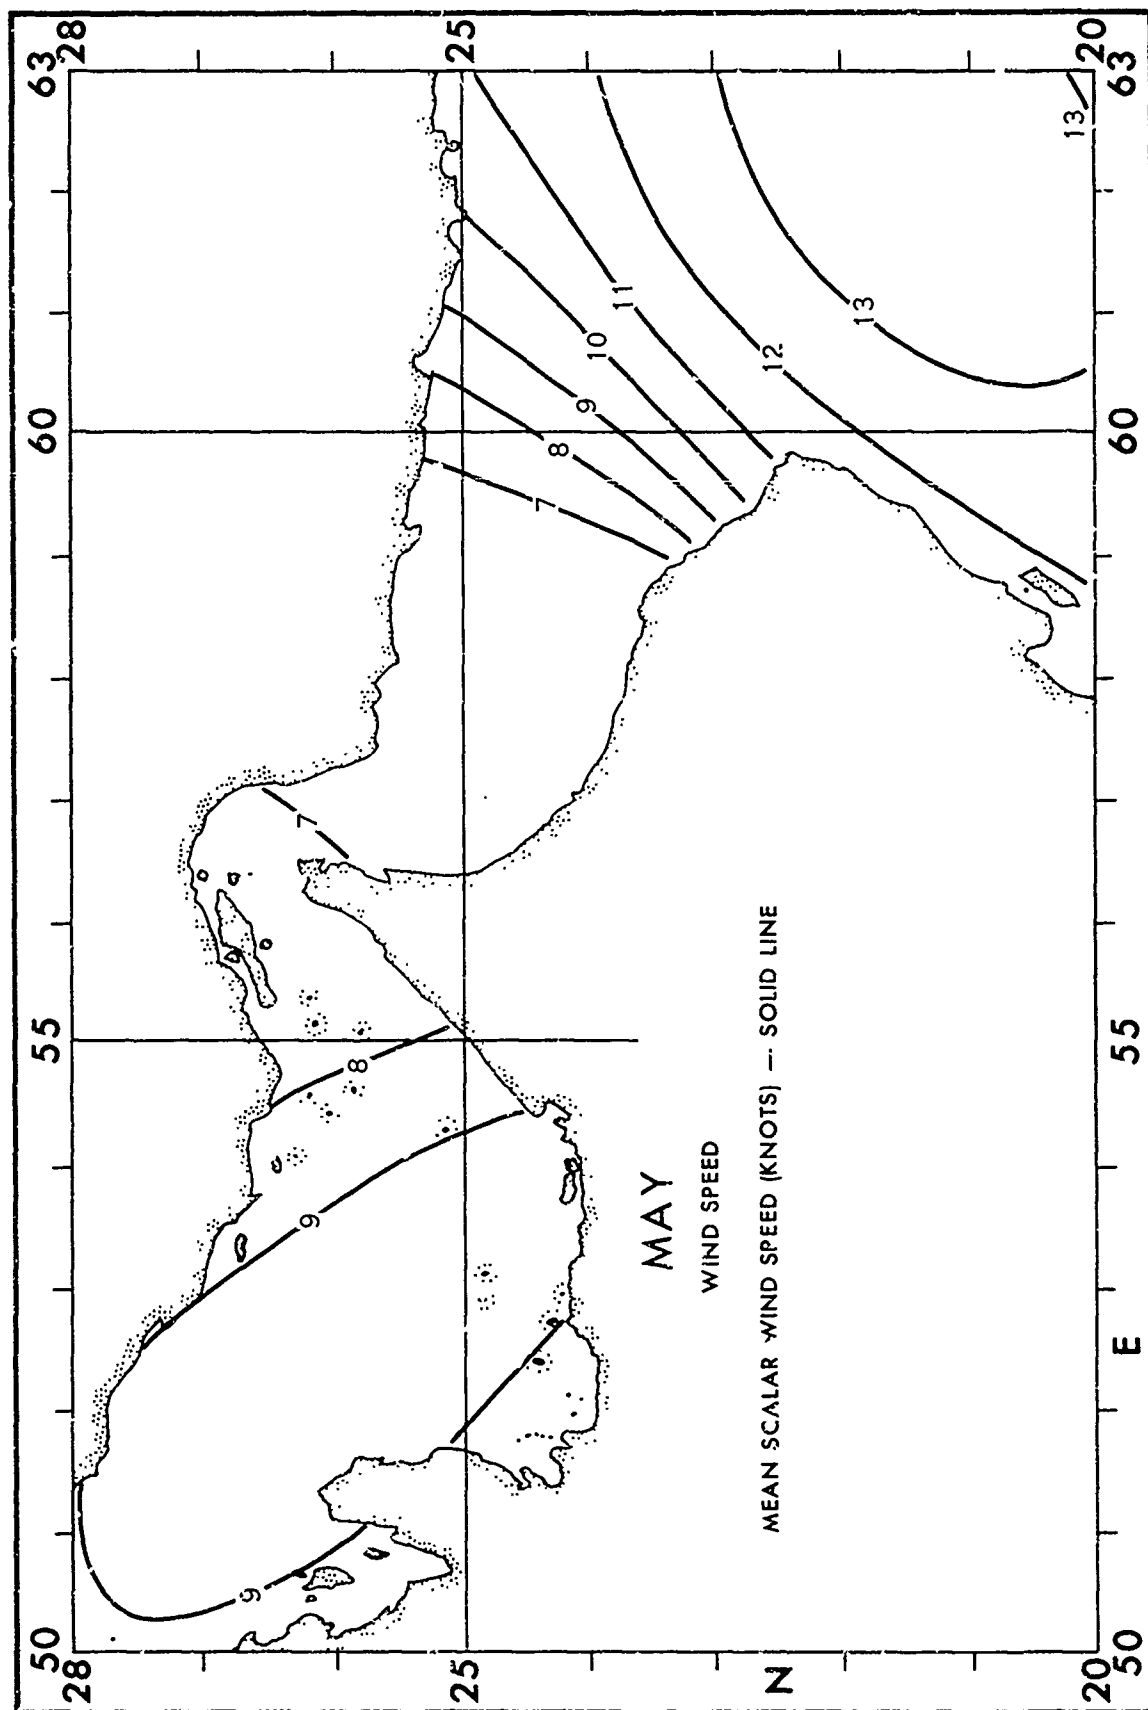 50 55 60 63
28 28
9
9
8
7
7
8
9
10
11
12
13
13
25 25
MAY
WIND SPEED
MEAN SCALAR WIND SPEED (KNOTS) — SOLID LINE
N
20 20
50 E 55 60 63